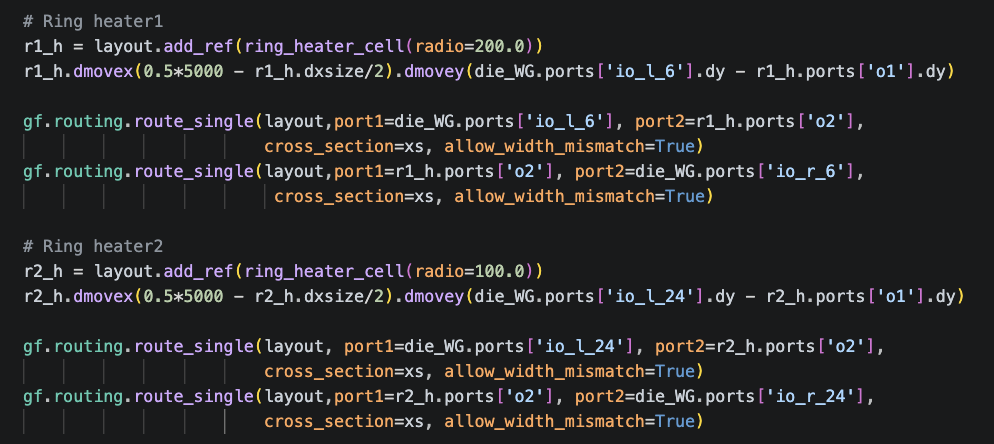 # Ring heater1
r1_h = layout.add_ref(ring_heater_cell(radio=200.0))
r1_h.dmovex(0.5*5000 - r1_h.dxsize/2).dmovey(die_WG.ports['io_l_6'].dy - r1_h.ports['o1'].dy)
gf.routing.route_single(layout,port1=die_WG.ports['io_l_6'], port2=r1_h.ports['o2'],
cross_section=xs, allow_width_mismatch=True)
gf.routing.route_single(layout,port1=r1_h.ports['o2'], port2=die_WG.ports['io_r_6'],
cross_section=xs, allow_width_mismatch=True)
# Ring heater2
r2_h = layout.add_ref(ring_heater_cell(radio=100.0))
r2_h.dmovex(0.5*5000 - r2_h.dxsize/2).dmovey(die_WG.ports['io_l_24'].dy - r2_h.ports['o1'].dy)
gf.routing.route_single(layout, port1=die_WG.ports['io_l_24'], port2=r2_h.ports['o2'],
cross_section=xs, allow_width_mismatch=True)
gf.routing.route_single(layout,port1=r2_h.ports['o2'], port2=die_WG.ports['io_r_24'],
cross_section=xs, allow_width_mismatch=True)